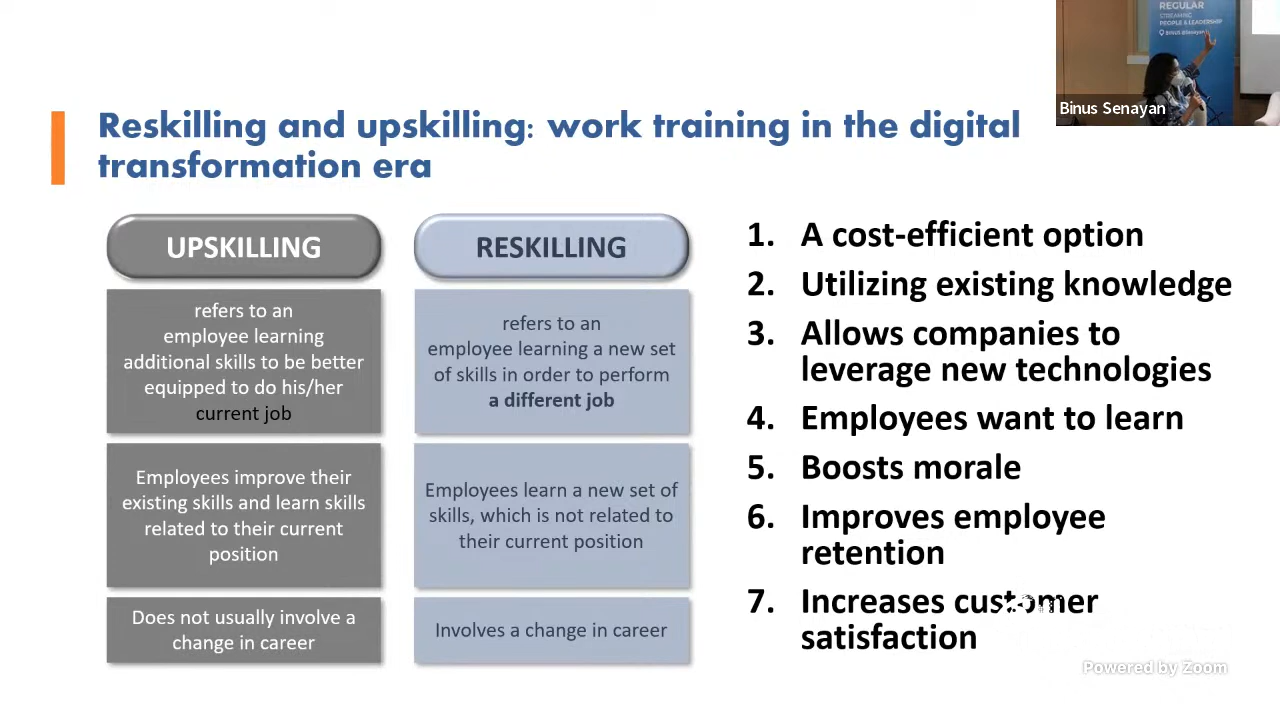 REGULAR
STREAMING
PEOPLE & LEADERSHIP
Binus Senayan
Reskilling and upskilling: work training in the digital
transformation era
UPSKILLING
refers to an
employee learning
additional skills to be better
equipped to do his/her
current job
Employees improve their
existing skills and learn skills
related to their current
position
Does not usually involve a
change in career
RESKILLING
refers to an
employee learning a new set
of skills in order to perform
a different job
Employees learn a new set of
skills, which is not related to
their current position
Involves a change in career
1. A cost-efficient option
2. Utilizing existing knowledge
3. Allows companies to
leverage new technologies
4. Employees want to learn
5. Boosts morale
6. Improves employee
retention
7. Increases customer
satisfaction
Powered by Zoom